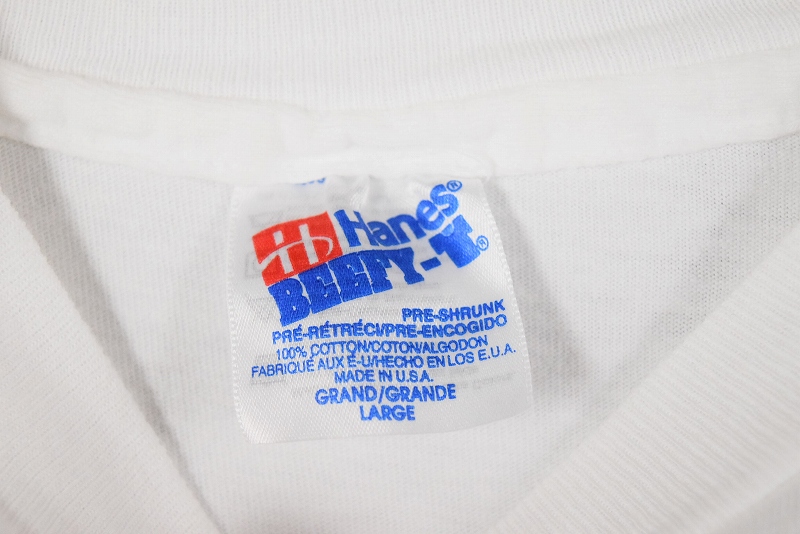 Hanes®
BEEFY-T®
PRE-SHRUNK
PRÉ-RÉTRÉCI/PRE-ENCOGIDO
100% COTTON/COTON/ALGODON
FABRIQUÉ AUX É-U/HECHO EN LOS E.U.A.
MADE IN U.S.A.
GRAND/GRANDE
LARGE